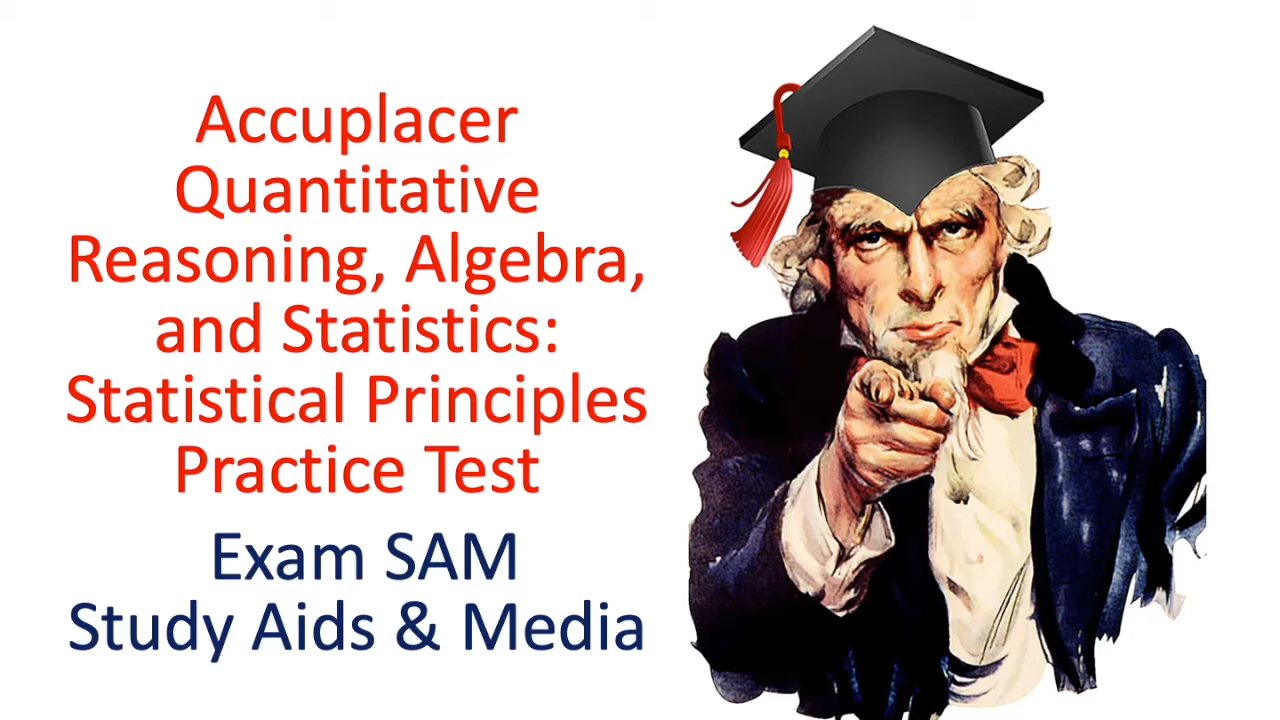 Accuplacer
Quantitative
Reasoning, Algebra,
and Statistics:
Statistical Principles
Practice Test
Exam SAM
Study Aids & Media